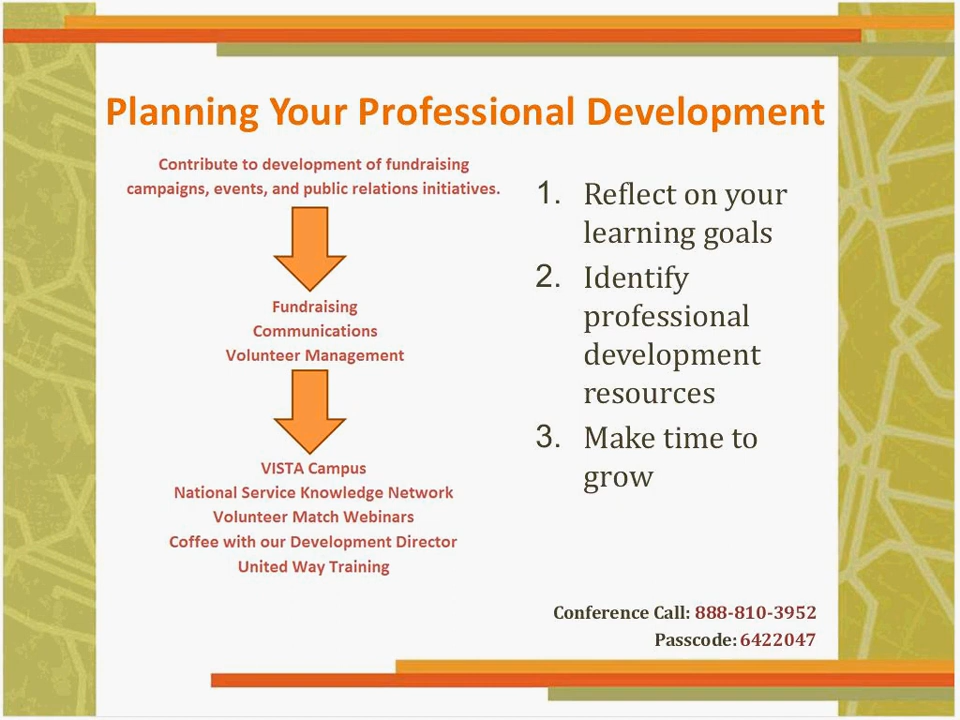 Planning Your Professional Development
Contribute to development of fundraising
campaigns, events, and public relations initiatives.
Fundraising
Communications
Volunteer Management
VISTA Campus
National Service Knowledge Network
Volunteer Match Webinars
Coffee with our Development Director
United Way Training
1. Reflect on your
learning goals
2. Identify
professional
development
resources
3. Make time to
grow
Conference Call: 888-810-3952
Passcode: 6422047